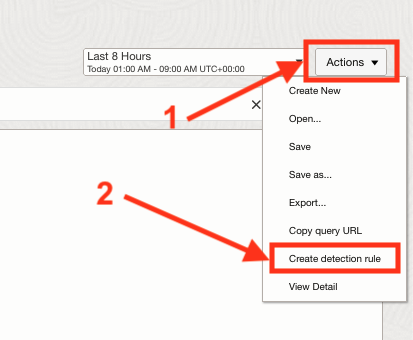 Last 8 Hours
Today 01:00 AM - 09:00 AM UTC+00:00
Actions
1
Create New
Open...
Save
Save as...
2
Export...
Copy query URL
Create detection rule
View Detail